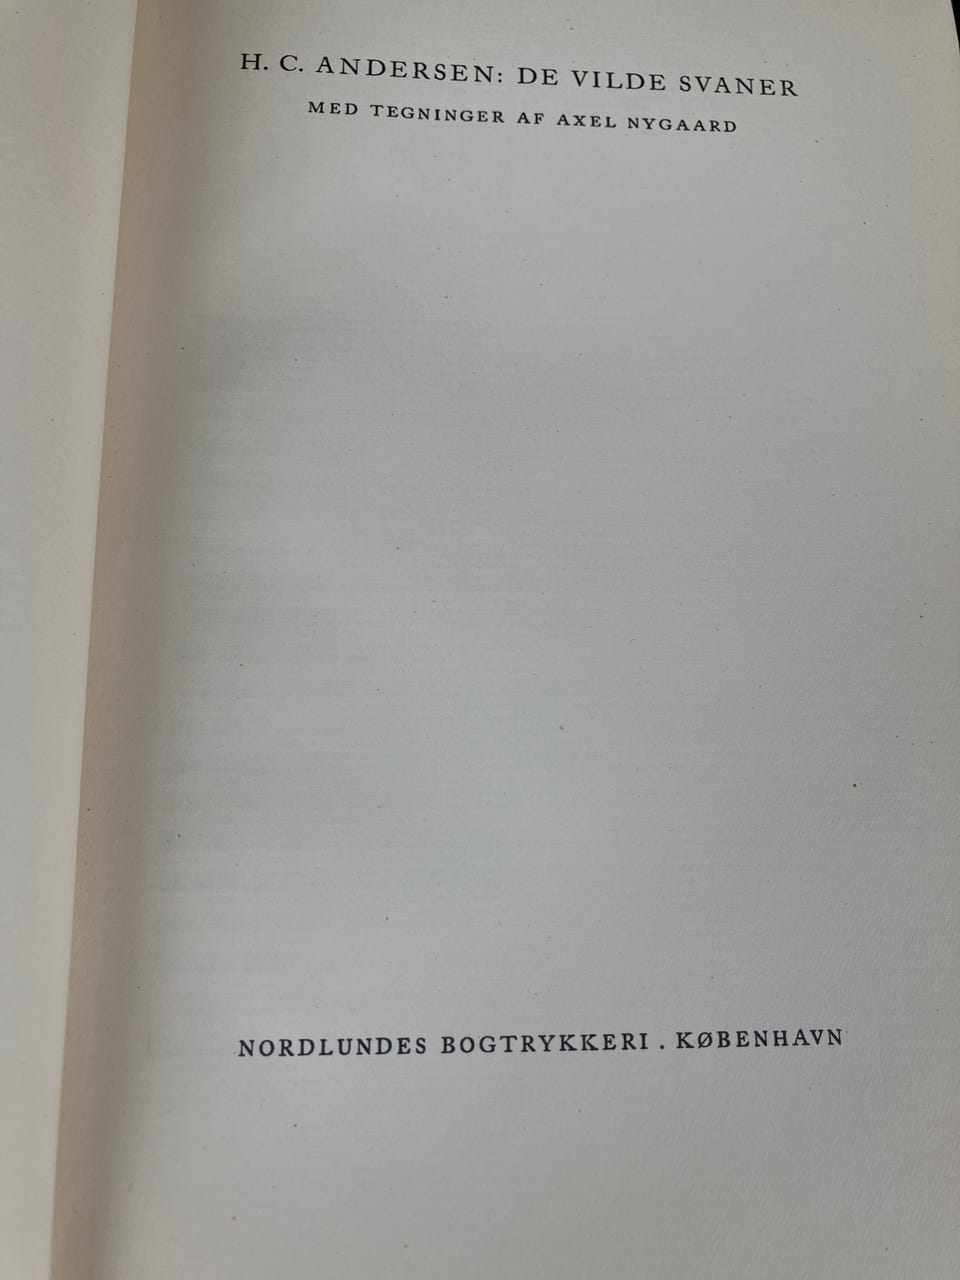 H. C. ANDERSEN: DE VILDE SVANER
MED TEGNINGER AF AXEL NYGAARD
NORDLUNDES BOGTRYKKERI . KØBENHAVN